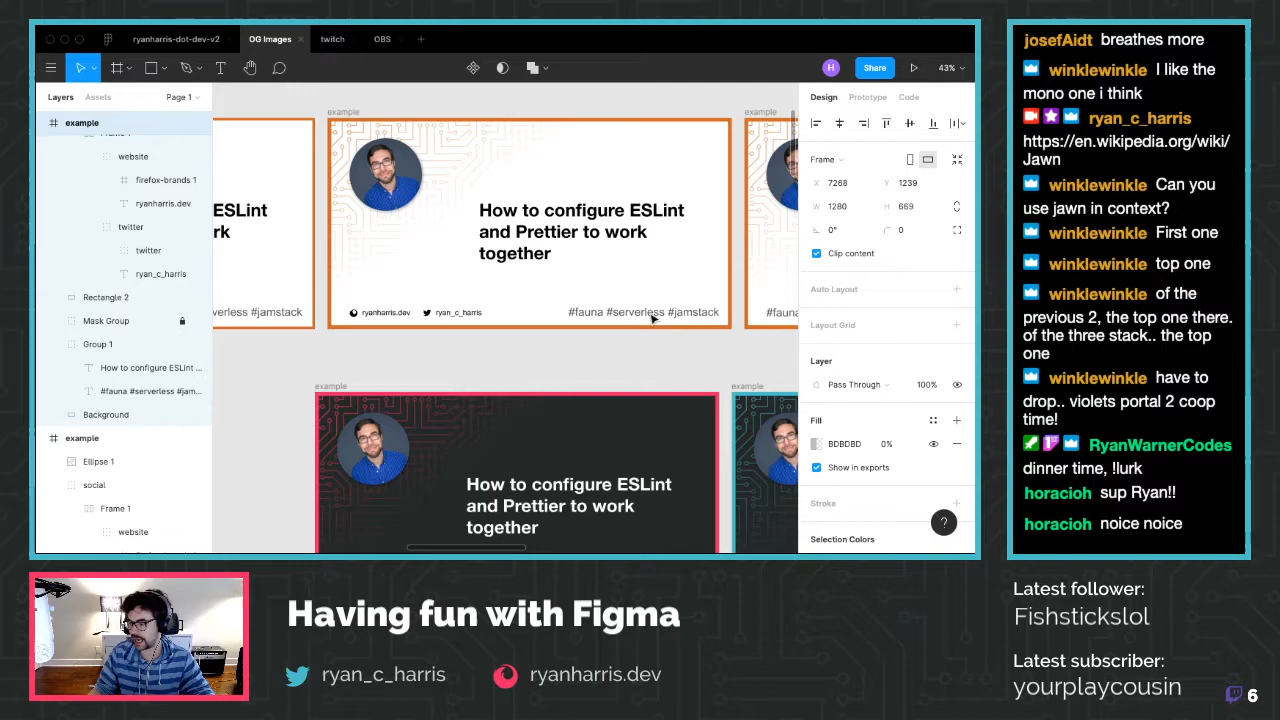 ryanharris-dot-dev-v2
OG Images
twitch
OBS
H
Share
43%
Layers
Assets
Page 1
example
website
firefox-brands 1
ryanharris.dev
twitter
twitter
ryan_c_harris
Rectangle 2
Mask Group
Group 1
How to configure ESLint ...
#fauna #serverless #jam...
Background
example
Ellipse 1
social
Frame 1
website
ESLint
rk
verless #jamstack
example
How to configure ESLint
and Prettier to work
together
ryanharris.dev
ryan_c_harris
#fauna #serverless #jamstack
example
#fauna
example
How to configure ESLint
and Prettier to work
together
example
Design
Prototype
Code
Frame
X 7268
Y 1239
W 1280
H 669
0°
0
Clip content
Auto Layout
Layout Grid
Layer
Pass Through
100%
Fill
BDBDBD
0%
Show in exports
Stroke
?
Selection Colors
josefAidt breathes more
winklewinkle I like the
mono one i think
ryan_c_harris
https://en.wikipedia.org/wiki/
Jawn
winklewinkle Can you
use jawn in context?
winklewinkle First one
winklewinkle top one
winklewinkle of the
previous 2, the top one there.
of the three stack.. the top
one
winklewinkle have to
drop.. violets portal 2 coop
time!
RyanWarnerCodes
dinner time, !lurk
horacioh sup Ryan!!
horacioh noice noice
Having fun with Figma
ryan_c_harris
ryanharris.dev
Latest follower:
Fishstickslol
Latest subscriber:
yourplaycousin
6